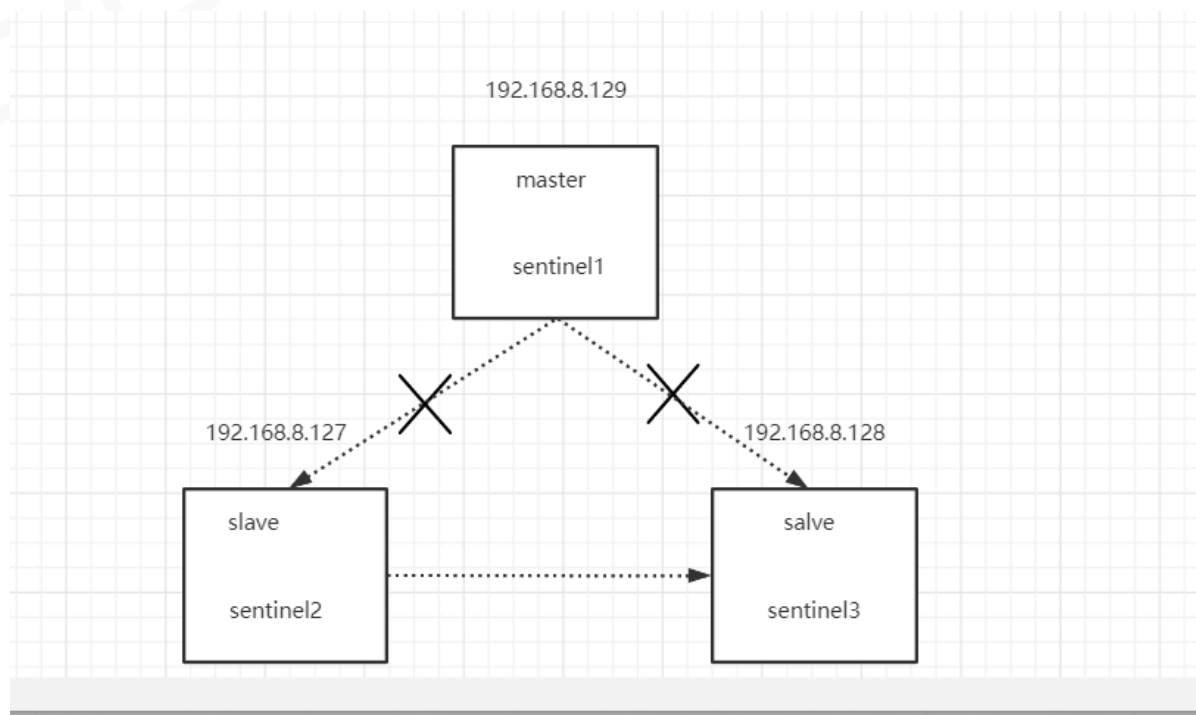 192.168.8.129
master
sentinel1
192.168.8.127
192.168.8.128
slave
salve
sentinel2
sentinel3